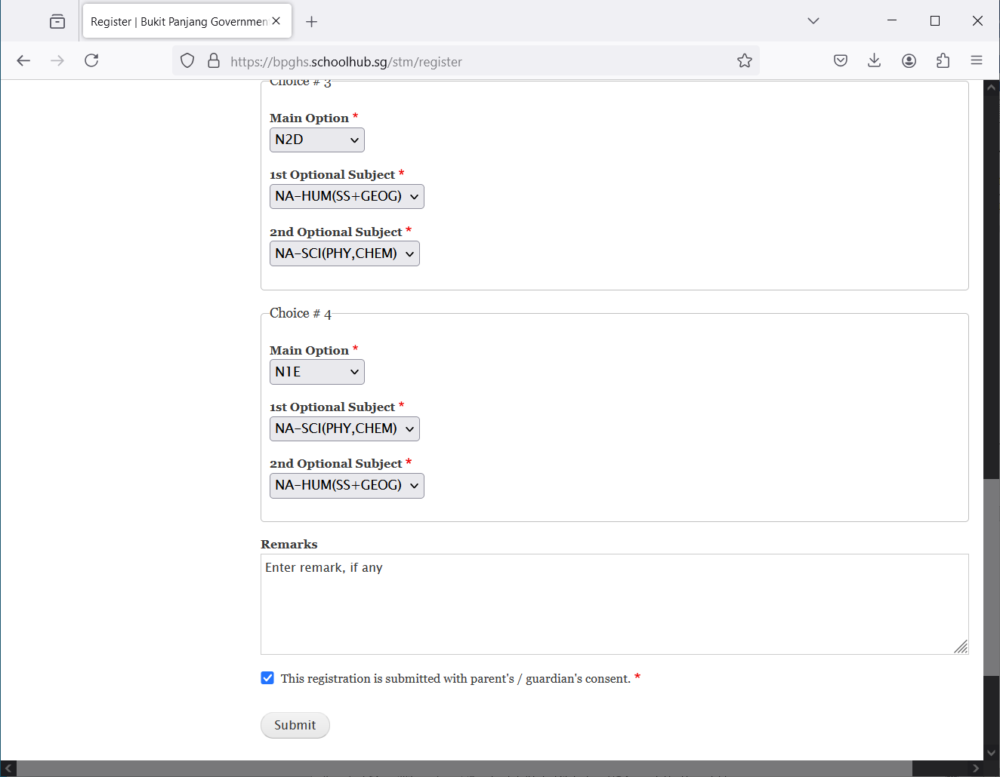 Register | Bukit Panjang Governmen
https://bpghs.schoolhub.sg/stm/register
Choice # 3
Main Option *
N2D
1st Optional Subject *
NA-HUM(SS+GEOG)
2nd Optional Subject *
NA-SCI(PHY,CHEM)
Choice # 4
Main Option *
N1E
1st Optional Subject *
NA-SCI(PHY,CHEM)
2nd Optional Subject *
NA-HUM(SS+GEOG)
Remarks
Enter remark, if any
This registration is submitted with parent's / guardian's consent. *
Submit